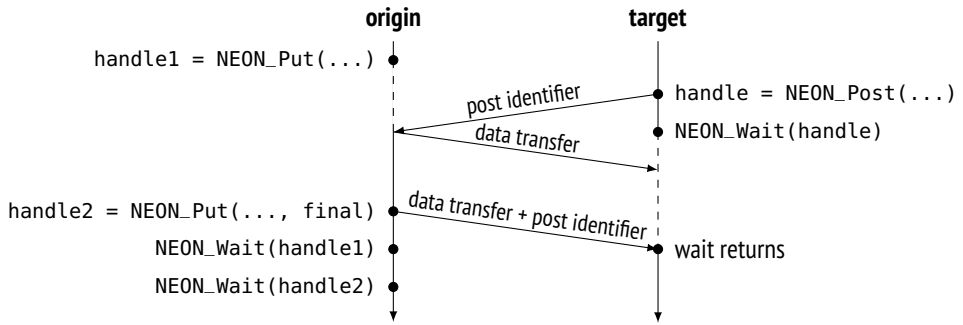 origin
target
handle1 = NEON_Put(...)
handle = NEON_Post(...)
post identifier
NEON_Wait(handle)
data transfer
handle2 = NEON_Put(..., final)
data transfer + post identifier
NEON_Wait(handle1)
wait returns
NEON_Wait(handle2)